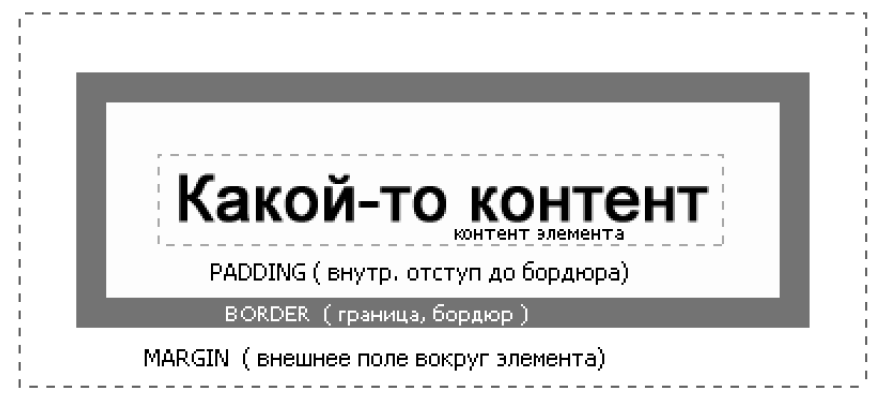 Какой-то контент
контент элемента
PADDING ( внутр. отступ до бордюра)
BORDER ( граница, бордюр )
MARGIN ( внешнее поле вокруг элемента)